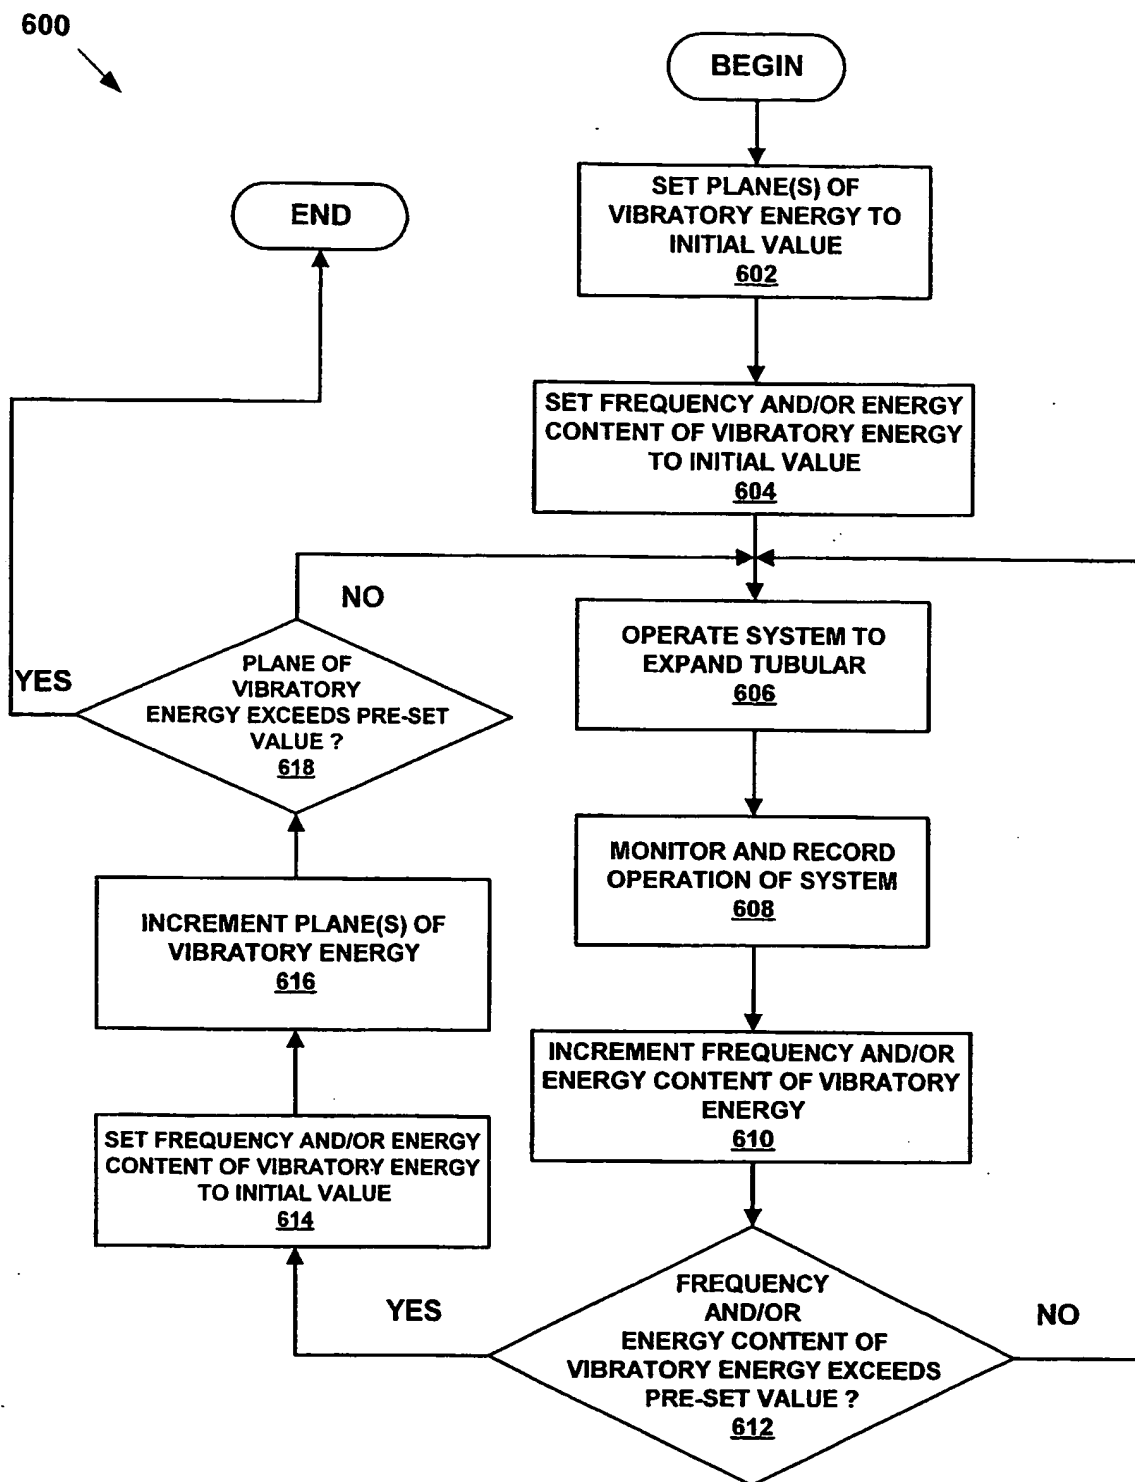 600
BEGIN
SET PLANE(S) OF
VIBRATORY ENERGY TO
INITIAL VALUE
602
END
SET FREQUENCY AND/OR ENERGY
CONTENT OF VIBRATORY ENERGY
TO INITIAL VALUE
604
NO
OPERATE SYSTEM TO
EXPAND TUBULAR
606
YES
PLANE OF
VIBRATORY
ENERGY EXCEEDS PRE-SET
VALUE ?
618
MONITOR AND RECORD
OPERATION OF SYSTEM
608
INCREMENT PLANE(S) OF
VIBRATORY ENERGY
616
INCREMENT FREQUENCY AND/OR
ENERGY CONTENT OF VIBRATORY
ENERGY
610
SET FREQUENCY AND/OR ENERGY
CONTENT OF VIBRATORY ENERGY
TO INITIAL VALUE
614
YES
FREQUENCY
AND/OR
ENERGY CONTENT OF
VIBRATORY ENERGY EXCEEDS
PRE-SET VALUE ?
612
NO